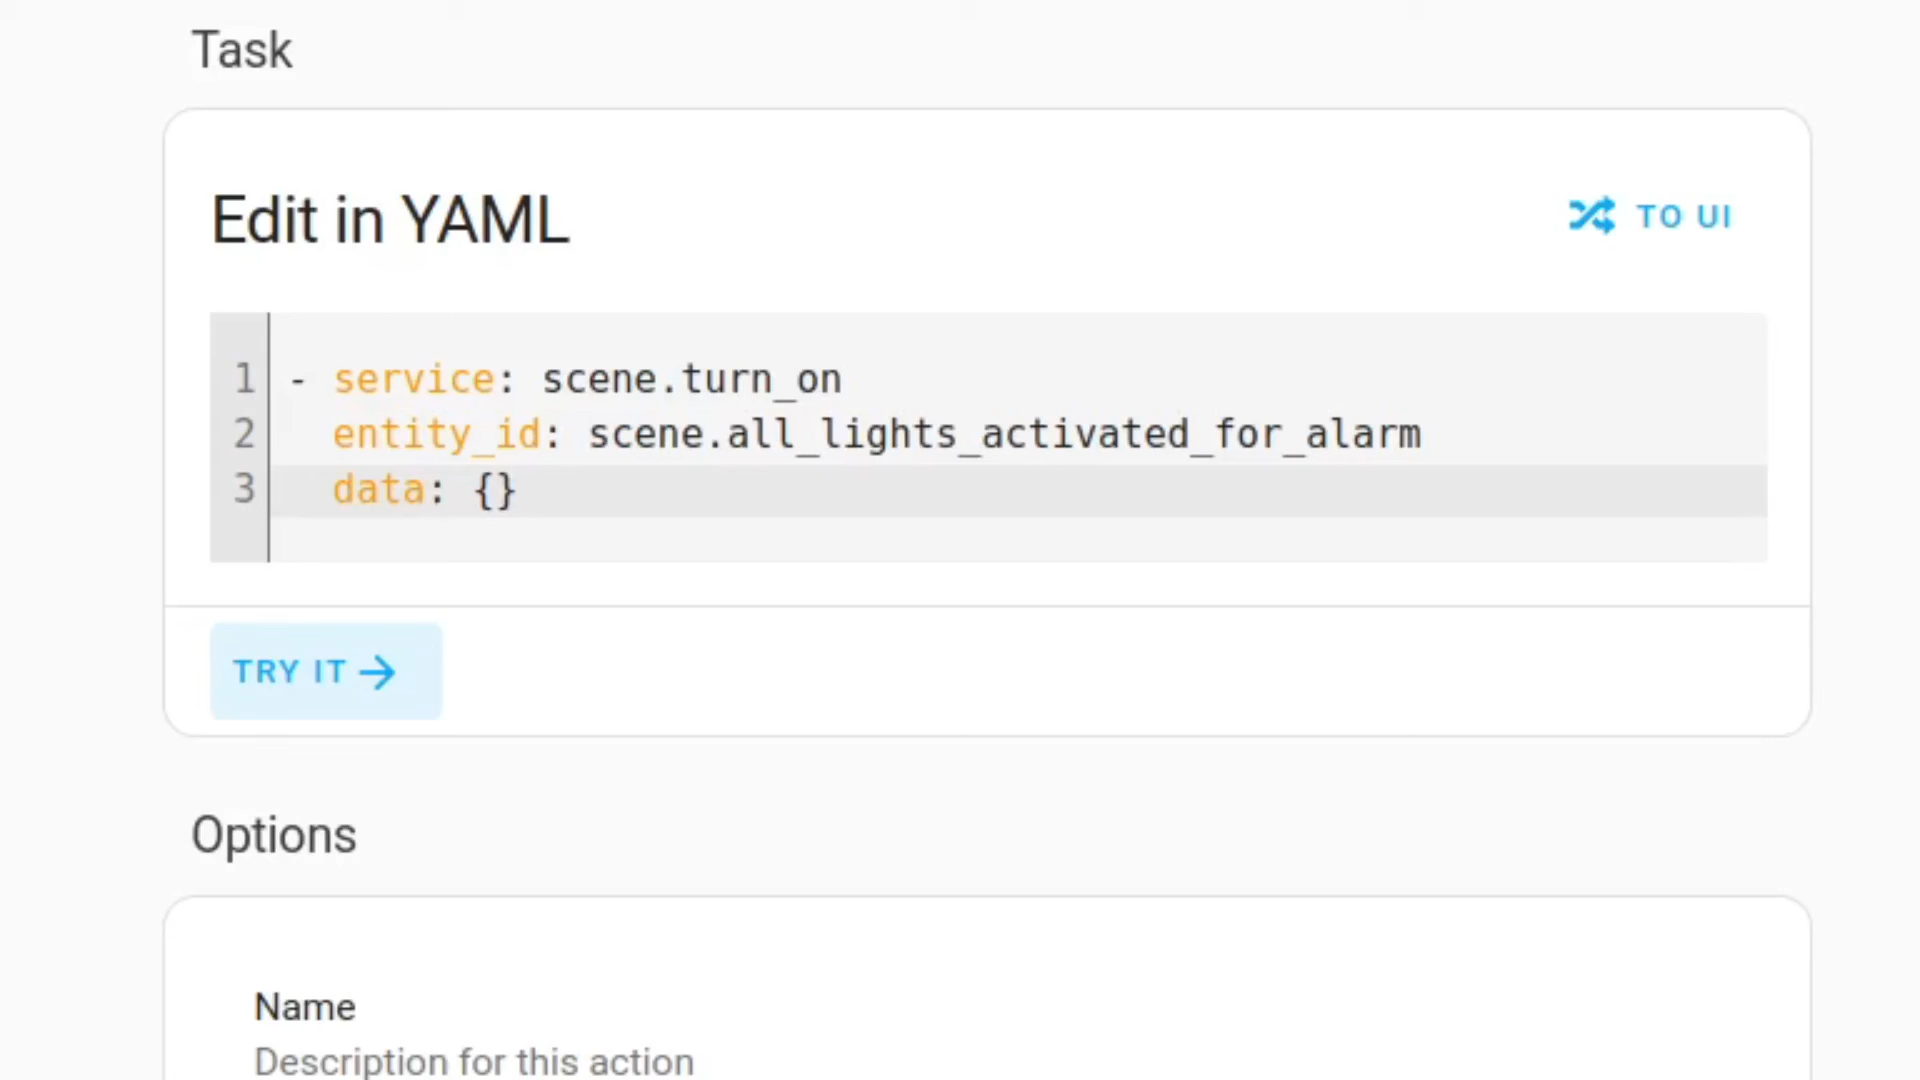 Task
Edit in YAML
TO UI
1 - service: scene.turn_on
2   entity_id: scene.all_lights_activated_for_alarm
3   data: {}
TRY IT
Options
Name
Description for this action